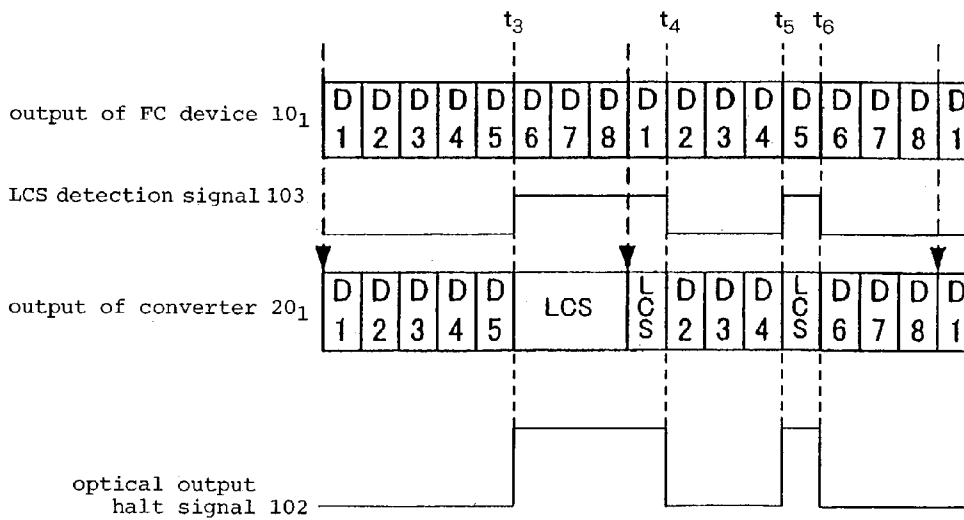 t3 t4 t5 t6
output of FC device 101
D1 D2 D3 D4 D5 D6 D7 D8 D1 D2 D3 D4 D5 D6 D7 D8 D1
LCS detection signal 103
output of converter 201
D1 D2 D3 D4 D5 LCS LCS D2 D3 D4 LCS D6 D7 D8 D1
optical output
halt signal 102